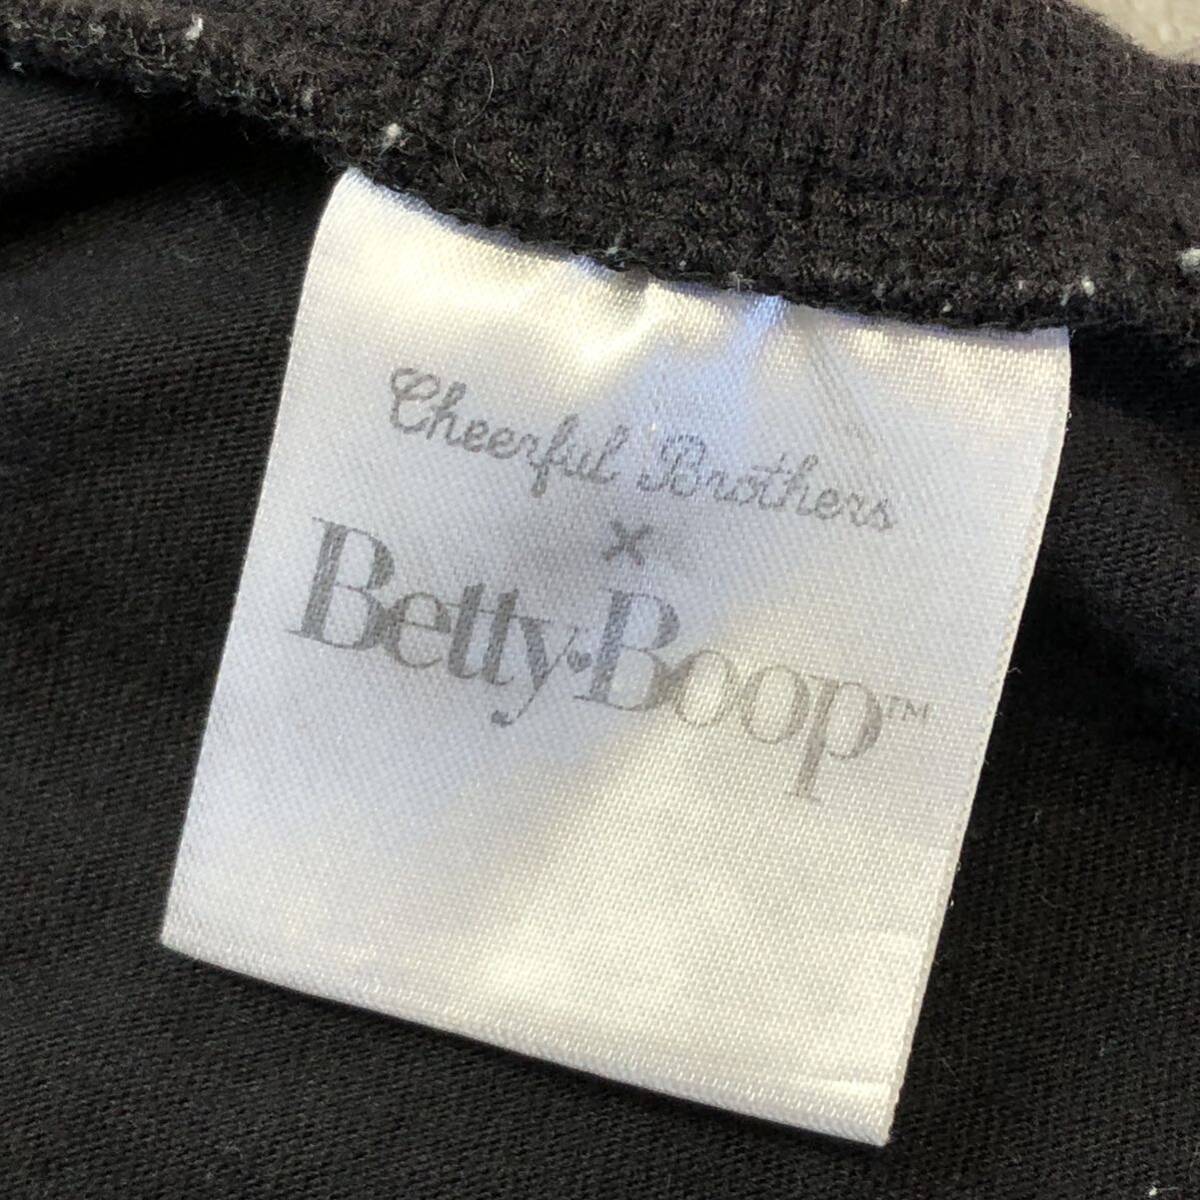 Cheerful Brothers
×
Betty Boop™